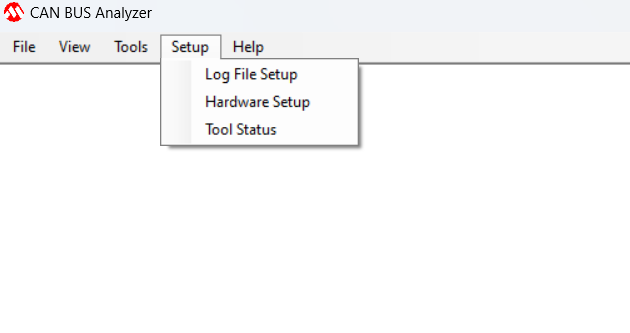 CAN BUS Analyzer
File View Tools Setup Help
Log File Setup
Hardware Setup
Tool Status